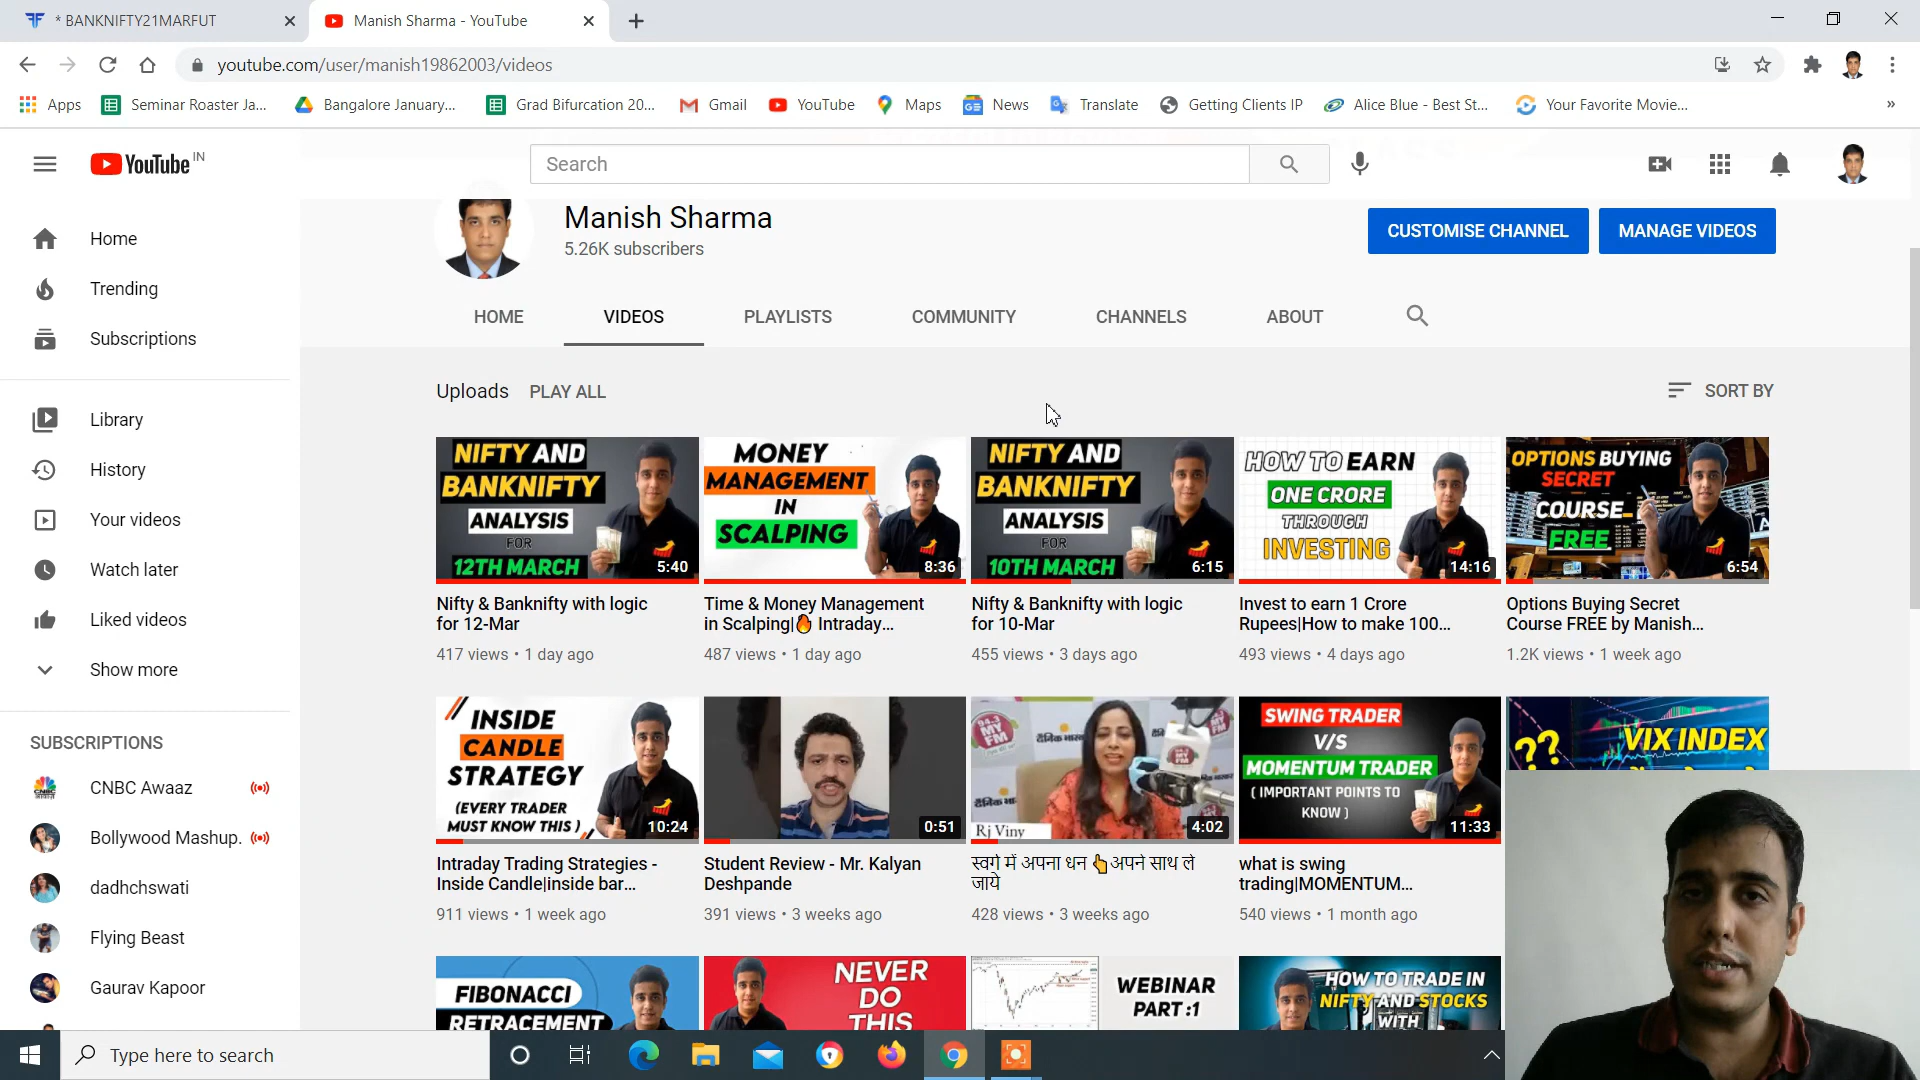 * BANKNIFTY21MARFUT
Manish Sharma - YouTube
youtube.com/user/manish19862003/videos
Apps
Seminar Roaster Ja...
Bangalore January...
Grad Bifurcation 20...
Gmail
YouTube
Maps
News
Translate
Getting Clients IP
Alice Blue - Best St...
Your Favorite Movie...
»
YouTube IN
Search
Home
Trending
Subscriptions
Library
History
Your videos
Watch later
Liked videos
Show more
SUBSCRIPTIONS
CNBC Awaaz
Bollywood Mashup.
dadhchswati
Flying Beast
Gaurav Kapoor
Manish Sharma
5.26K subscribers
CUSTOMISE CHANNEL
MANAGE VIDEOS
HOME
VIDEOS
PLAYLISTS
COMMUNITY
CHANNELS
ABOUT
Uploads
PLAY ALL
SORT BY
NIFTY AND
BANKNIFTY
ANALYSIS
FOR
12TH MARCH
5:40
Nifty & Banknifty with logic
for 12-Mar
417 views • 1 day ago
MONEY
MANAGEMENT
IN
SCALPING
8:36
Time & Money Management
in Scalping|🔥 Intraday...
487 views • 1 day ago
NIFTY AND
BANKNIFTY
ANALYSIS
FOR
10TH MARCH
6:15
Nifty & Banknifty with logic
for 10-Mar
455 views • 3 days ago
HOW TO EARN
ONE CRORE
THROUGH
INVESTING
14:16
Invest to earn 1 Crore
Rupees|How to make 100...
493 views • 4 days ago
OPTIONS BUYING
SECRET
COURSE
FREE
6:54
Options Buying Secret
Course FREE by Manish...
1.2K views • 1 week ago
INSIDE
CANDLE
STRATEGY
(EVERY TRADER
MUST KNOW THIS )
10:24
Intraday Trading Strategies -
Inside Candle|inside bar...
911 views • 1 week ago
0:51
Student Review - Mr. Kalyan
Deshpande
391 views • 3 weeks ago
94.3
MY
FM
दैनिक भास्कर
Rj Viny
4:02
स्वर्ग में अपना धन 👆अपने साथ ले
जाये
428 views • 3 weeks ago
SWING TRADER
V/S
MOMENTUM TRADER
( IMPORTANT POINTS TO
KNOW )
11:33
what is swing
trading|MOMENTUM...
540 views • 1 month ago
??
VIX INDEX
FIBONACCI
RETRACEMENT
NEVER
DO
THIS
WEBINAR
PART :1
HOW TO TRADE IN
NIFTY AND STOCKS
WITH
Type here to search